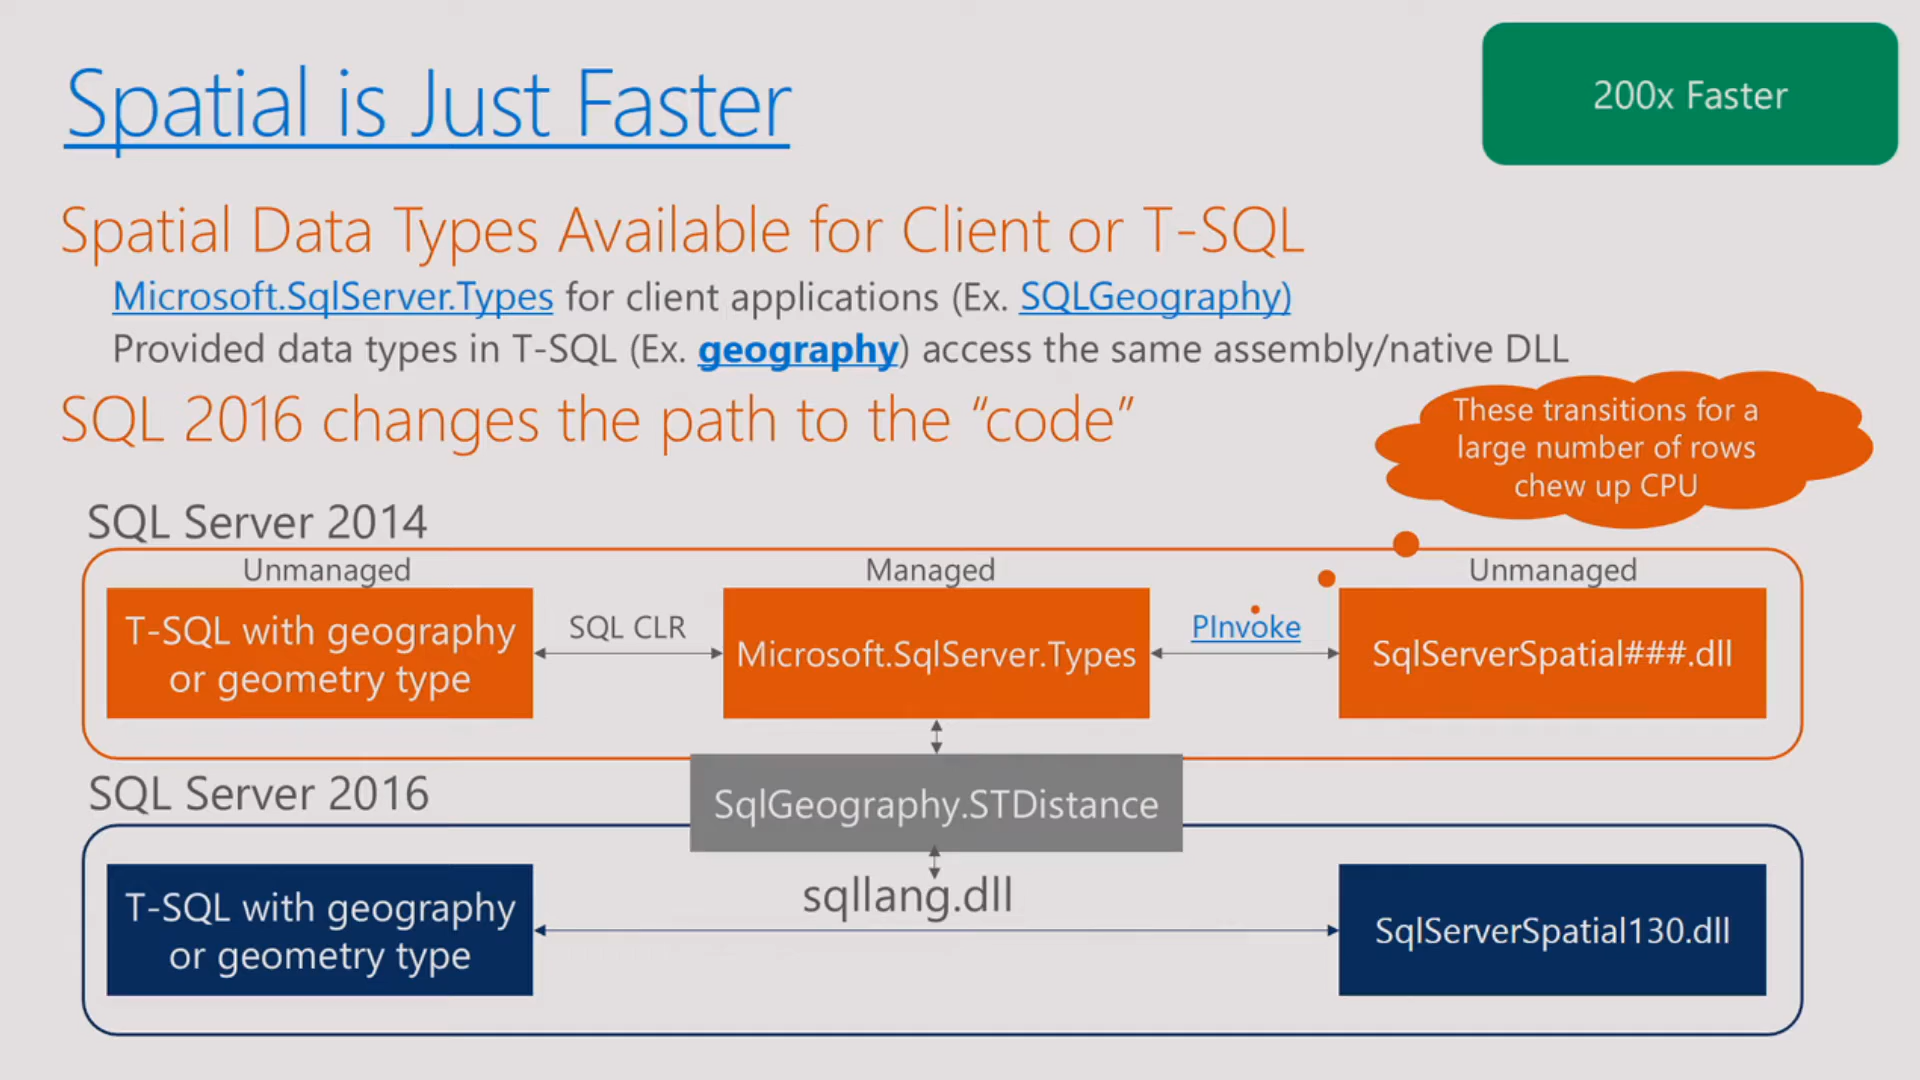 Spatial is Just Faster
200x Faster
Spatial Data Types Available for Client or T-SQL
Microsoft.SqlServer.Types for client applications (Ex. SQLGeography)
Provided data types in T-SQL (Ex. geography) access the same assembly/native DLL
SQL 2016 changes the path to the “code”
These transitions for a
large number of rows
chew up CPU
SQL Server 2014
Unmanaged
Managed
Unmanaged
T-SQL with geography
or geometry type
SQL CLR
Microsoft.SqlServer.Types
PInvoke
SqlServerSpatial###.dll
SqlGeography.STDistance
SQL Server 2016
T-SQL with geography
or geometry type
sqllang.dll
SqlServerSpatial130.dll